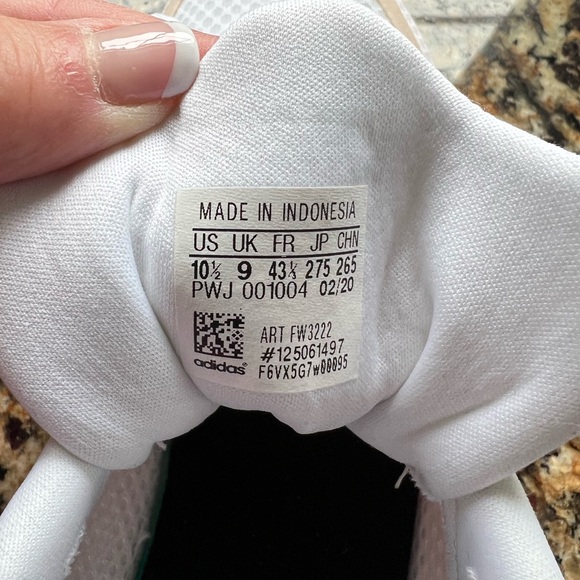 MADE IN INDONESIA
US UK FR JP CHN
10½ 9 43⅓ 275 265
PWJ 001004 02/20
ART FW3222
#125061497
adidas F6VX5G7w00095